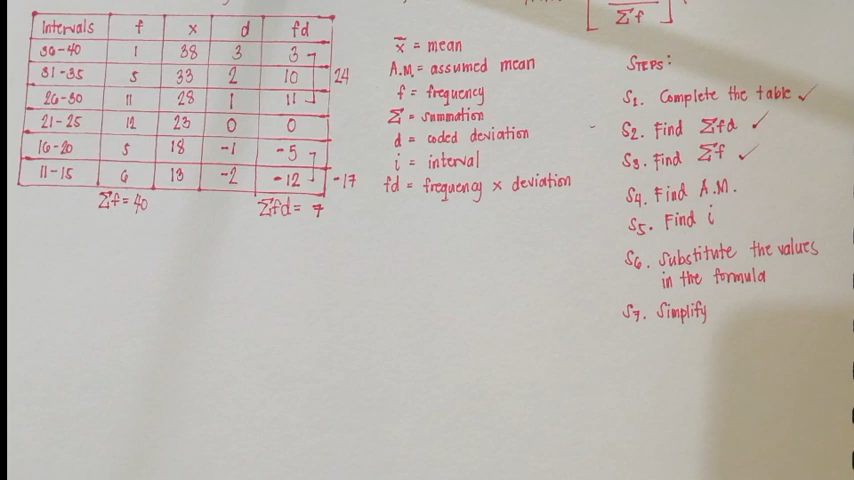 Σf
Intervals f x d fd
36-40 1 38 3 3
31-35 5 33 2 10 24
26-30 11 28 1 11
21-25 12 23 0 0
16-20 5 18 -1 -5
11-15 6 13 -2 -12 -17
Σf = 40 Σfd = 7
x̄ = mean
A.M. = assumed mean
f = frequency
Σ = summation
d = coded deviation
i = interval
fd = frequency x deviation
STEPS:
S1. Complete the table ✓
S2. Find Σfd ✓
S3. Find Σf ✓
S4. Find A.M.
S5. Find i
S6. Substitute the values
in the formula
S7. Simplify